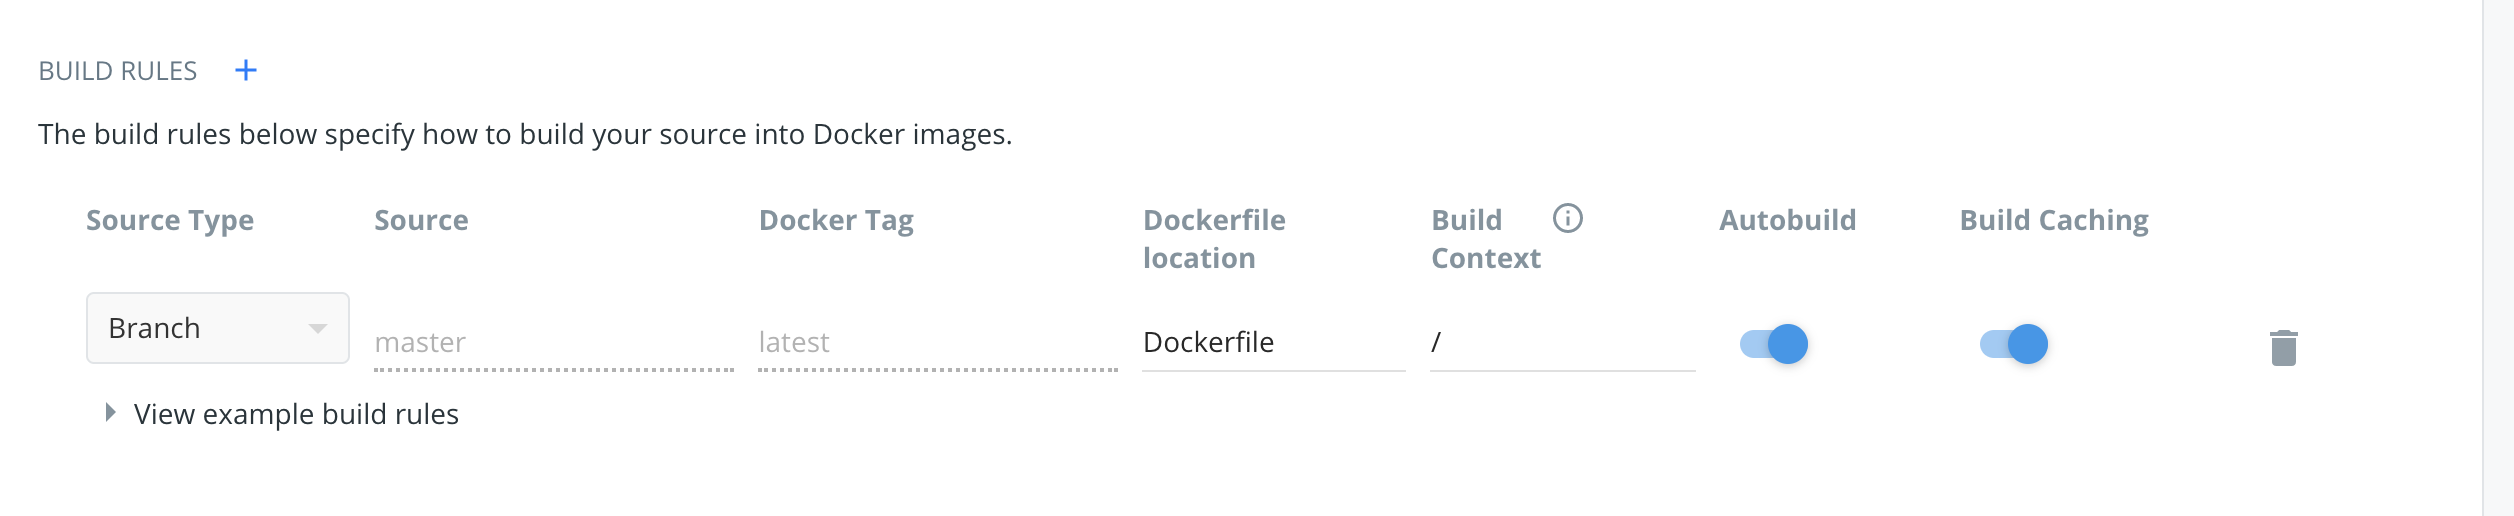 BUILD RULES +
The build rules below specify how to build your source into Docker images.
Source Type Source Docker Tag Dockerfile location Build Context Autobuild Build Caching
Branch master latest Dockerfile /
View example build rules